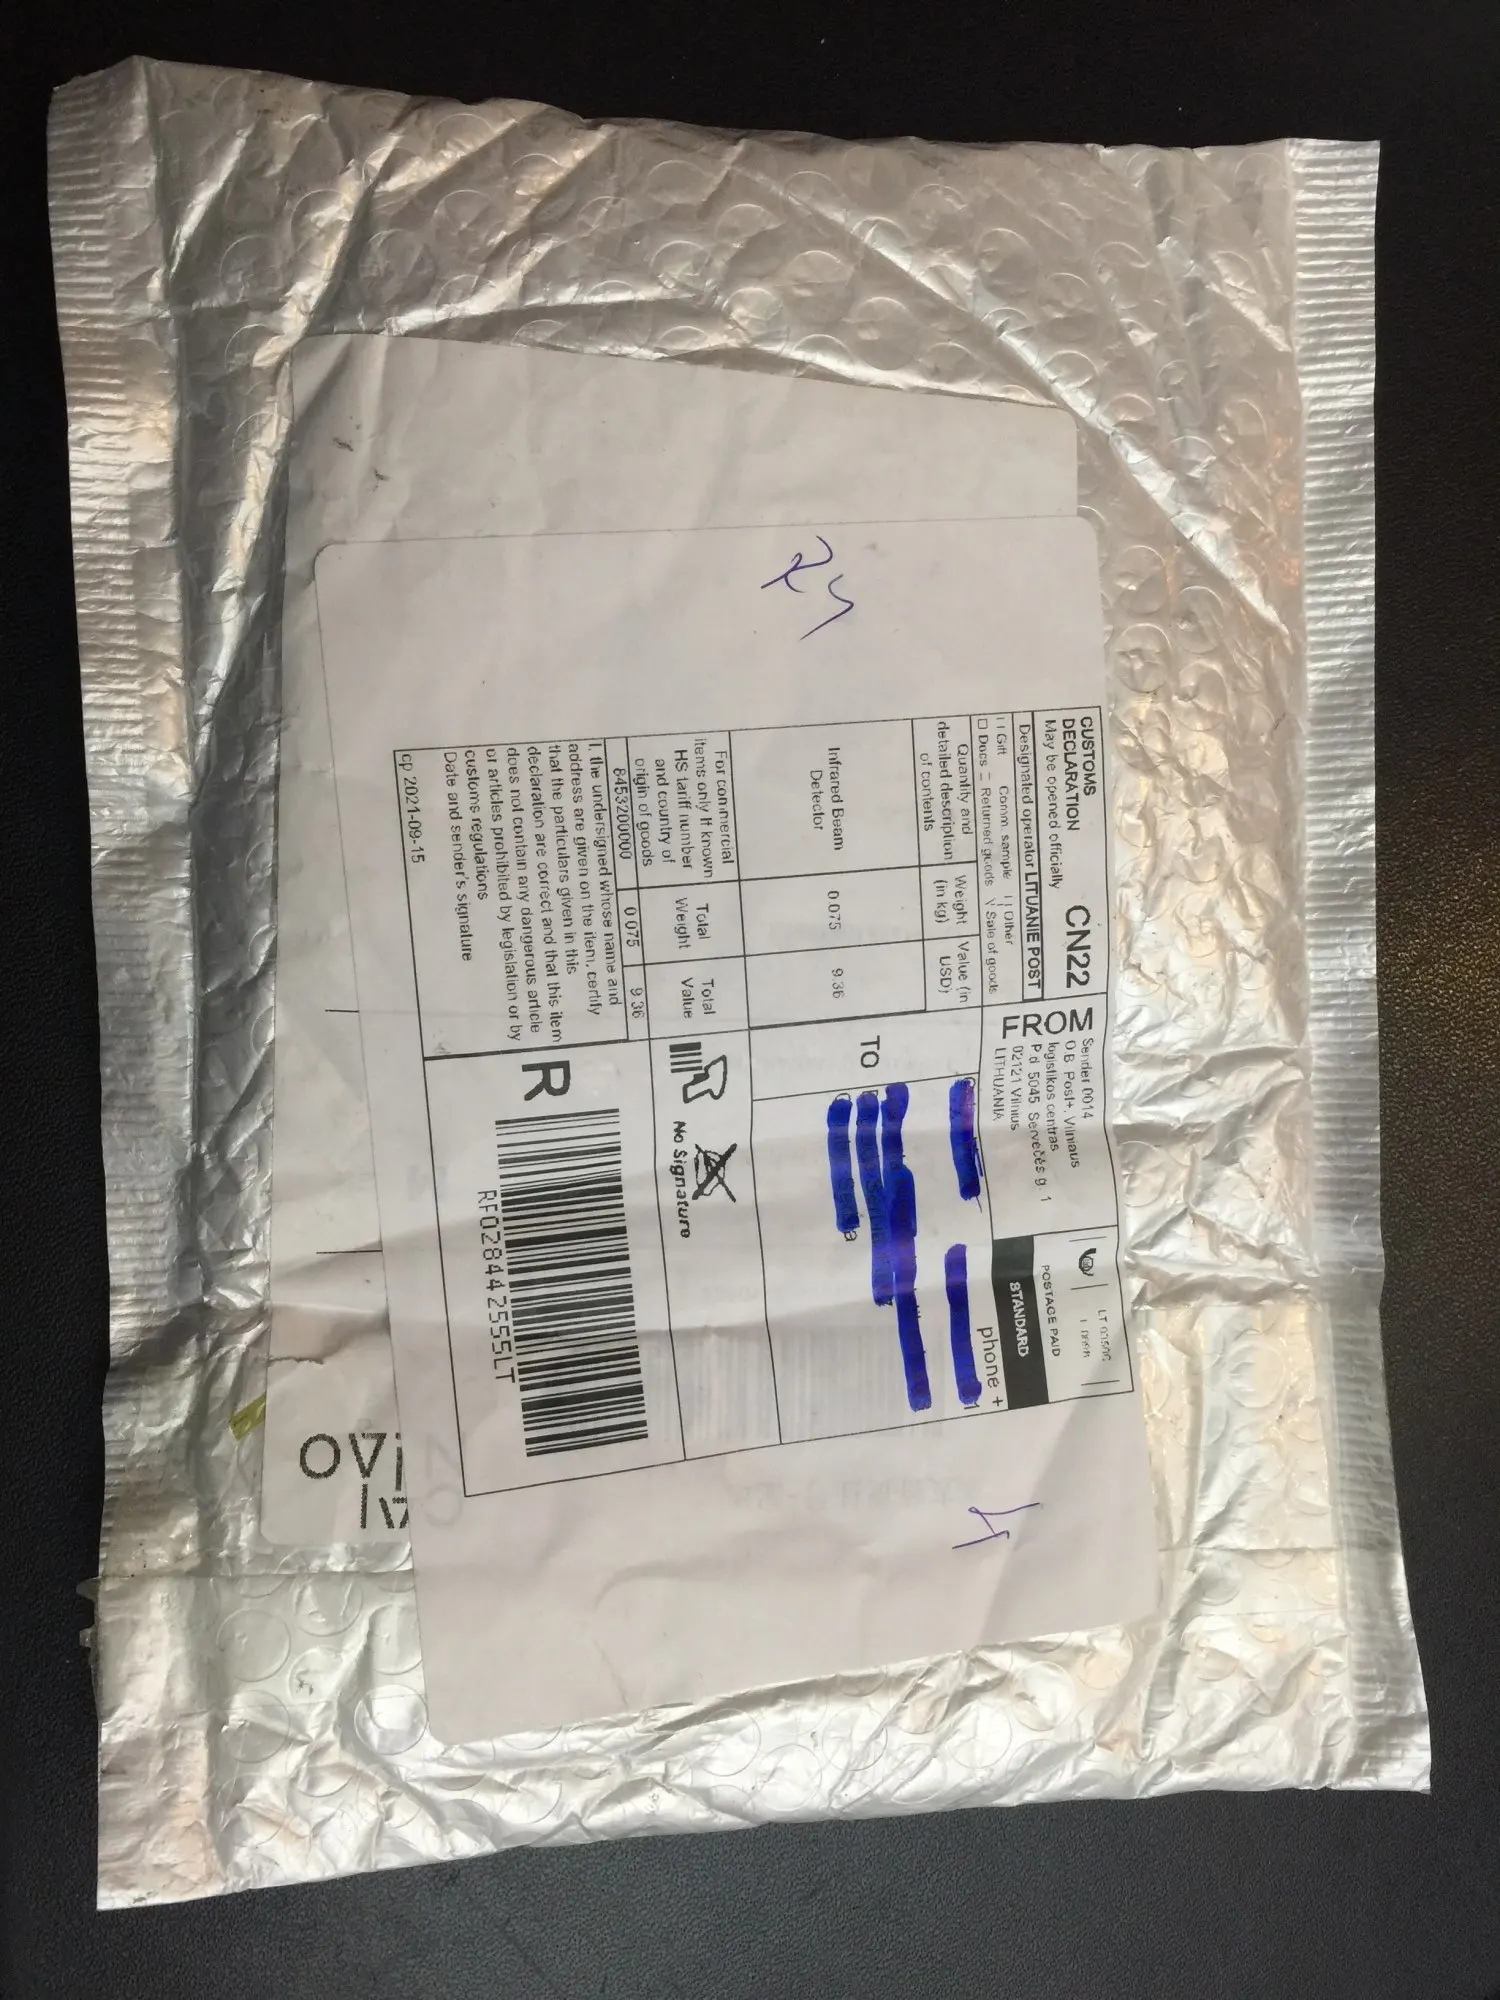 CUSTOMS
DECLARATION
May be opened officially
CN22
Designated operator LITUANIE POST
Gift Comm. sample Other
Docs Returned goods √ Sale of goods
Quantity and
detailed description
of contents
Weight
(in kg)
Value (in
USD)
Infrared Beam
Detector
0.075
9.36
For commercial
items only If known
HS tariff number
and country of
origin of goods
Total
Weight
Total
Value
8453200000
0.075
9.36
I, the undersigned whose name and
address are given on the item, certify
that the particulars given in this
declaration are correct and that this item
does not contain any dangerous article
or articles prohibited by legislation or by
customs regulations
Date and sender's signature
cp 2021-09-15
FROM
Sender 0014
O.B. Post+, Vilniaus
logistikos centras
P.d. 5045 Servečės g. 1
02121 Vilnius
LITHUANIA
POSTAGE PAID
STANDARD
phone +
TO
No Signature
R
RF028442555LT